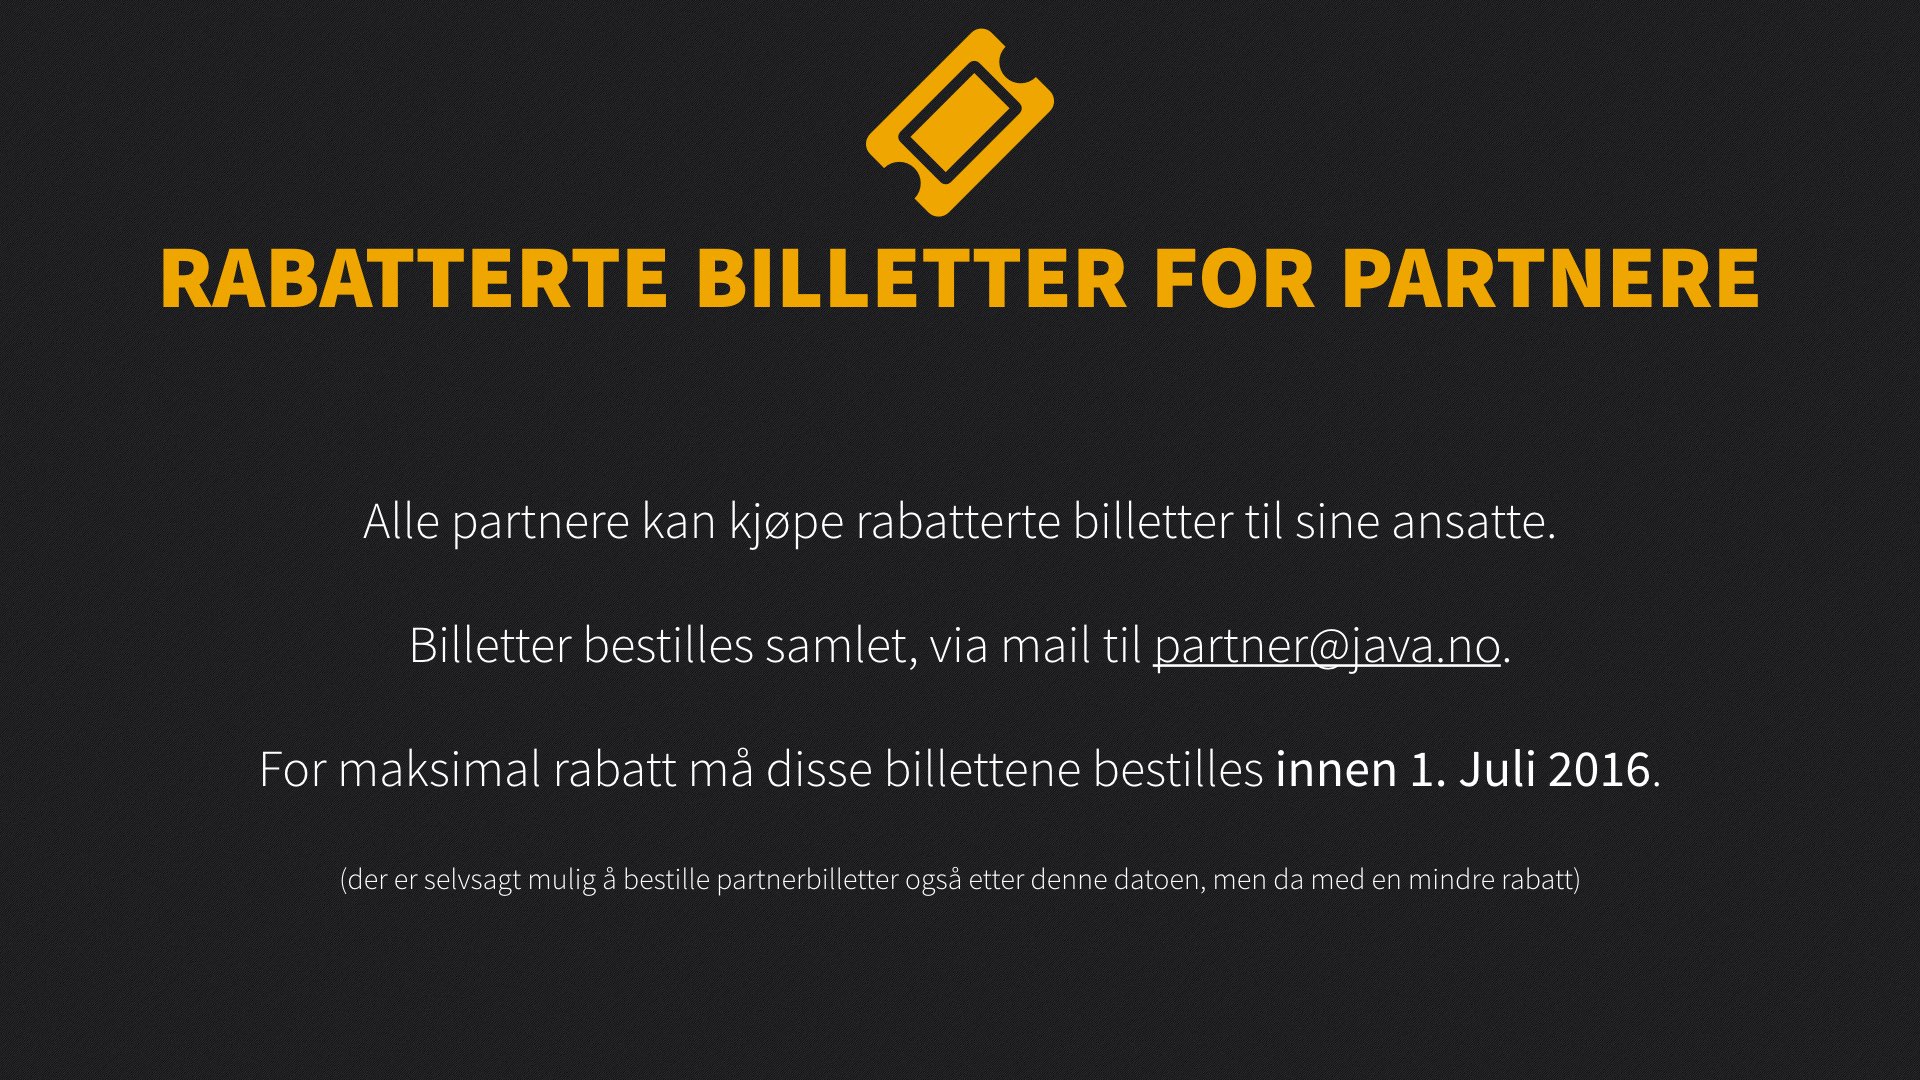 RABATTERTE BILLETTER FOR PARTNERE
Alle partnere kan kjøpe rabatterte billetter til sine ansatte.
Billetter bestilles samlet, via mail til partner@java.no.
For maksimal rabatt må disse billettene bestilles innen 1. Juli 2016.
(der er selvsagt mulig å bestille partnerbilletter også etter denne datoen, men da med en mindre rabatt)